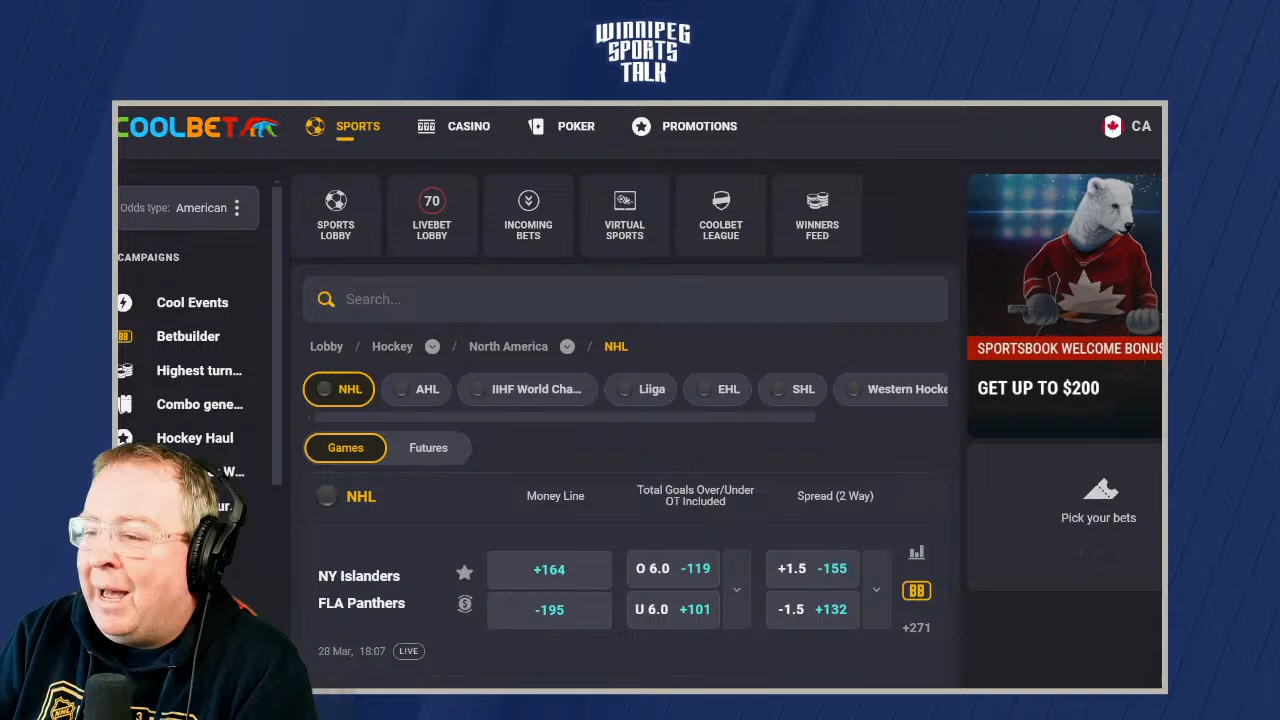 WINNIPEG
SPORTS
TALK
COOLBET
SPORTS
CASINO
POKER
PROMOTIONS
CA
Odds type: American
SPORTS
LOBBY
70
LIVEBET
LOBBY
INCOMING
BETS
VIRTUAL
SPORTS
COOLBET
LEAGUE
WINNERS
FEED
CAMPAIGNS
Cool Events
BB Betbuilder
Highest turn...
Combo gene...
Hockey Haul
W...
ur.
Search...
Lobby / Hockey / North America / NHL
NHL
AHL
IIHF World Cha...
Liiga
EHL
SHL
Western Hocke
Games
Futures
SPORTSBOOK WELCOME BONUS
GET UP TO $200
Pick your bets
NHL
Money Line
Total Goals Over/Under
OT Included
Spread (2 Way)
NY Islanders
FLA Panthers
+164
-195
O 6.0 -119
U 6.0 +101
+1.5 -155
-1.5 +132
BB
+271
28 Mar, 18:07 LIVE
NHL